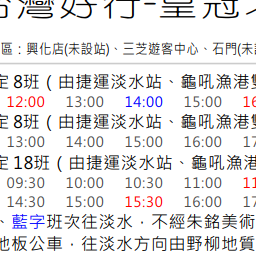 台灣好行-皇冠
區：興化店(未設站)、三芝遊客中心、石門(未
定 8班（由捷運淡水站、龜吼漁港
12:00 13:00 14:00 15:00 16:0
定 8班（由捷運淡水站、龜吼漁港
13:00 14:00 15:00 16:00 17
定 18班（由捷運淡水站、龜吼漁
09:30 10:00 10:30 11:00 11
14:30 15:00 15:30 16:00 16
、藍字班次往淡水．不經朱銘美術
地板公車．往淡水方向由野柳地質